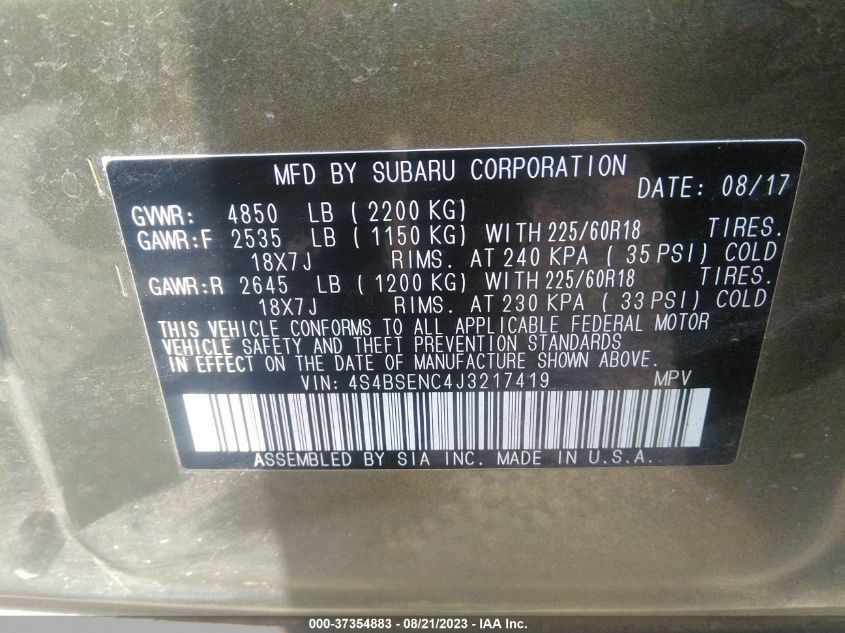 MFD BY SUBARU CORPORATION
DATE: 08/17
GVWR: 4850 LB ( 2200 KG)
GAWR:F 2535 LB ( 1150 KG) WITH 225/60R18 TIRES.
18X7J RIMS. AT 240 KPA ( 35 PSI) COLD
GAWR:R 2645 LB ( 1200 KG) WITH 225/60R18 TIRES.
18X7J RIMS. AT 230 KPA ( 33 PSI) COLD
THIS VEHICLE CONFORMS TO ALL APPLICABLE FEDERAL MOTOR
VEHICLE SAFETY AND THEFT PREVENTION STANDARDS
IN EFFECT ON THE DATE OF MANUFACTURE SHOWN ABOVE.
VIN: 4S4BSENC4J3217419 MPV
ASSEMBLED BY SIA INC. MADE IN U.S.A.
000-37354883 - 08/21/2023 - IAA Inc.